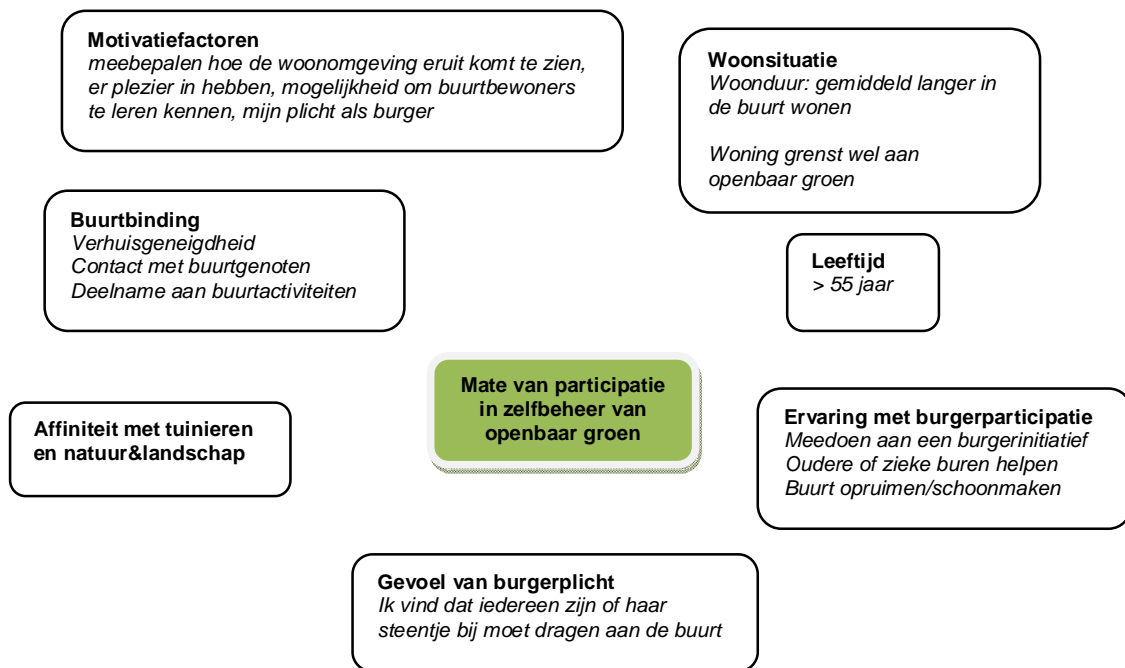 Motivatiefactoren
meebepalen hoe de woonomgeving eruit komt te zien,
er plezier in hebben, mogelijkheid om buurtbewoners
te leren kennen, mijn plicht als burger
Woonsituatie
Woonduur: gemiddeld langer in
de buurt wonen
Woning grenst wel aan
openbaar groen
Buurtbinding
Verhuisgeneigdheid
Contact met buurtgenoten
Deelname aan buurtactiviteiten
Leeftijd
> 55 jaar
Mate van participatie
in zelfbeheer van
openbaar groen
Affiniteit met tuinieren
en natuur&landschap
Ervaring met burgerparticipatie
Meedoen aan een burgerinitiatief
Oudere of zieke buren helpen
Buurt opruimen/schoonmaken
Gevoel van burgerplicht
Ik vind dat iedereen zijn of haar
steentje bij moet dragen aan de buurt